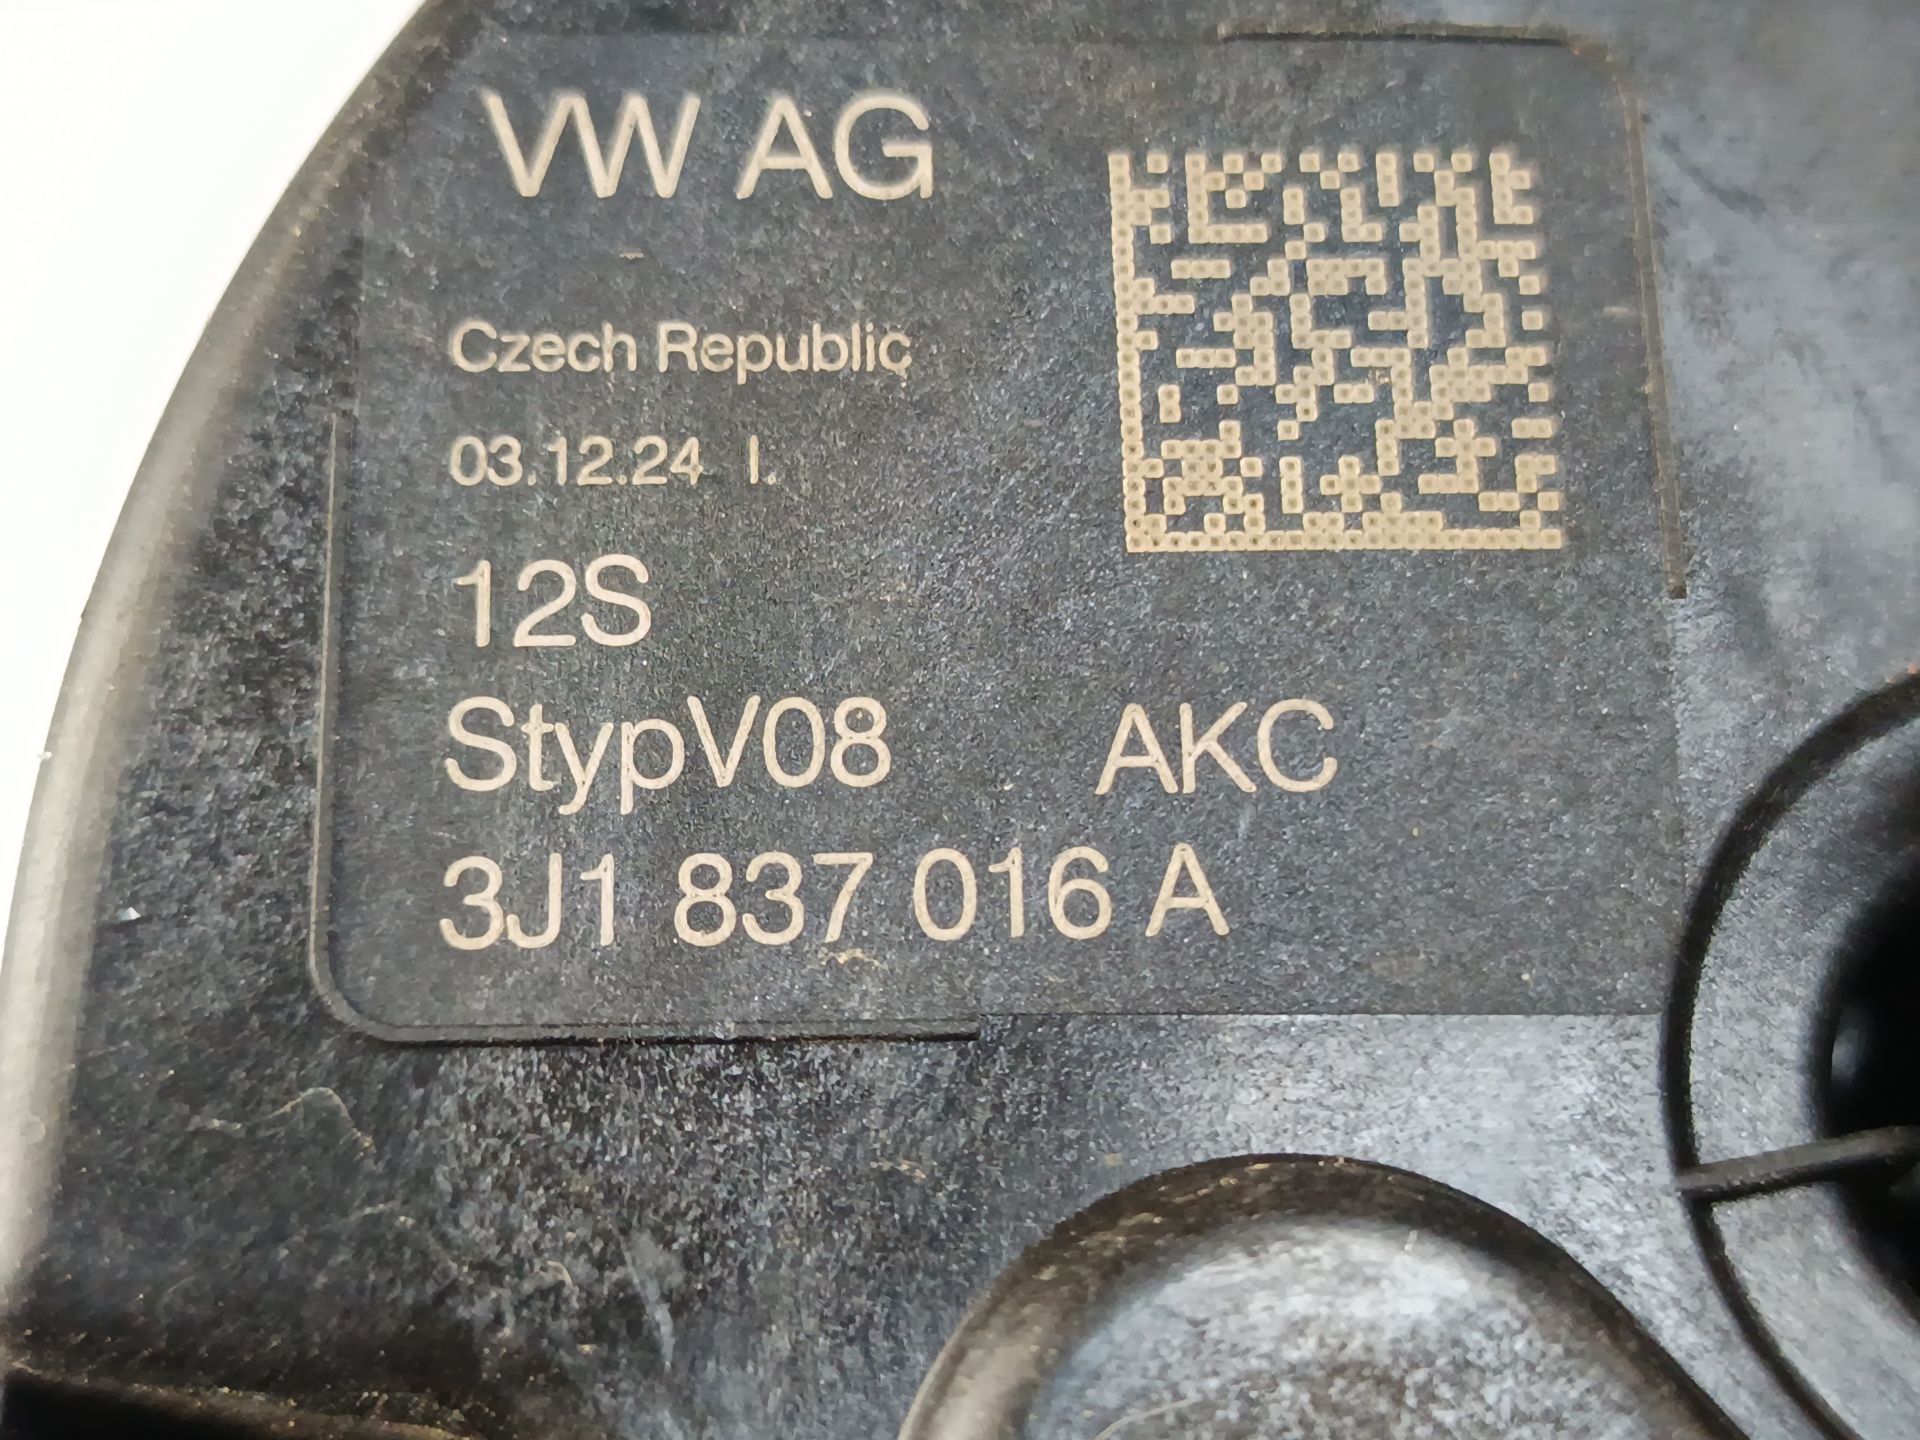 VW AG
Czech Republic
03.12.24 I.
12S
StypV08 AKC
3J1 837 016 A